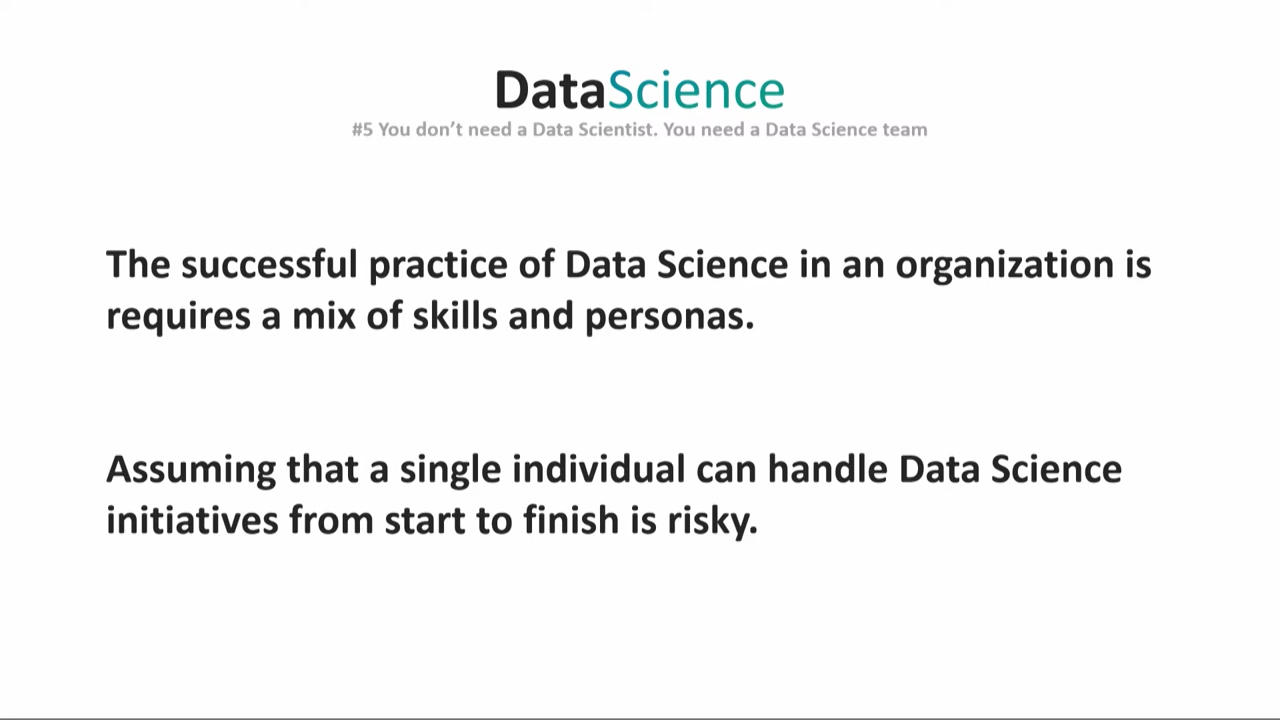 DataScience
#5 You don’t need a Data Scientist. You need a Data Science team
The successful practice of Data Science in an organization is
requires a mix of skills and personas.
Assuming that a single individual can handle Data Science
initiatives from start to finish is risky.